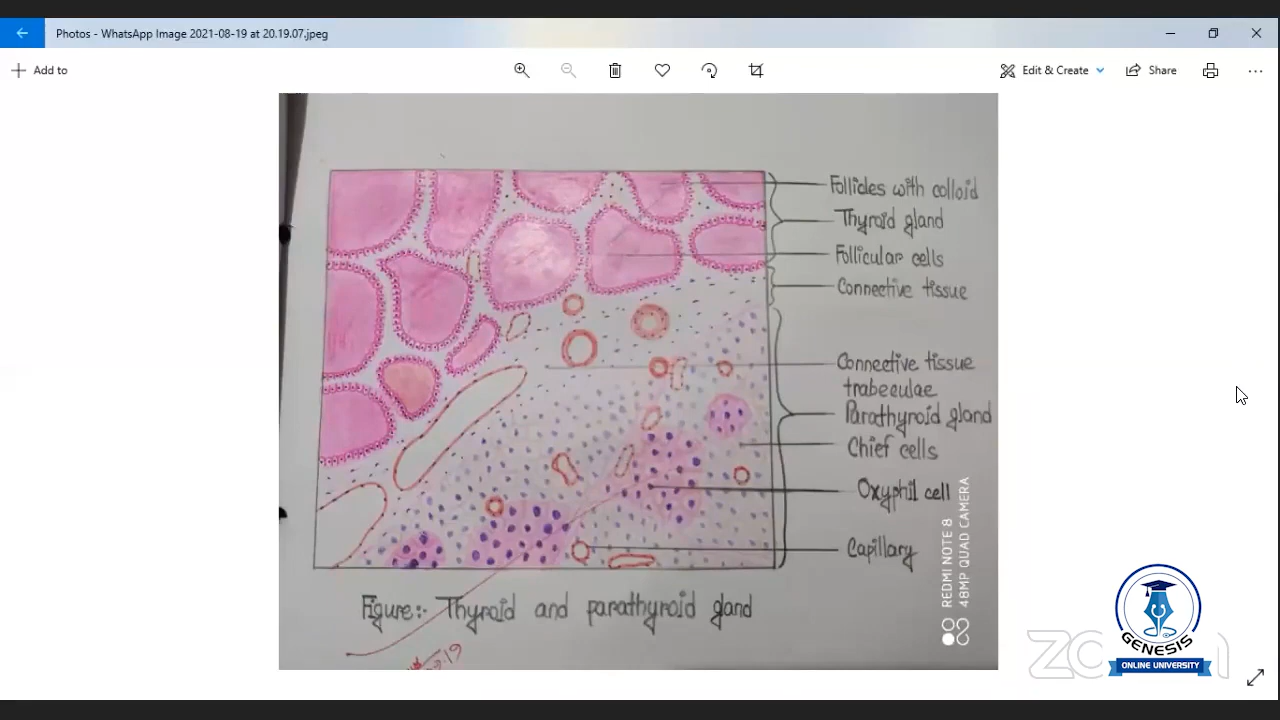 Photos - WhatsApp Image 2021-08-19 at 20.19.07.jpeg
Add to
Edit & Create
Share
Follicles with colloid
Thyroid gland
Follicular cells
Connective tissue
Connective tissue
trabeculae
Parathyroid gland
Chief cells
Oxyphil cell
Capillary
Figure:- Thyroid and parathyroid gland
REDMI NOTE 8
48MP QUAD CAMERA
zoom
GENESIS
ONLINE UNIVERSITY